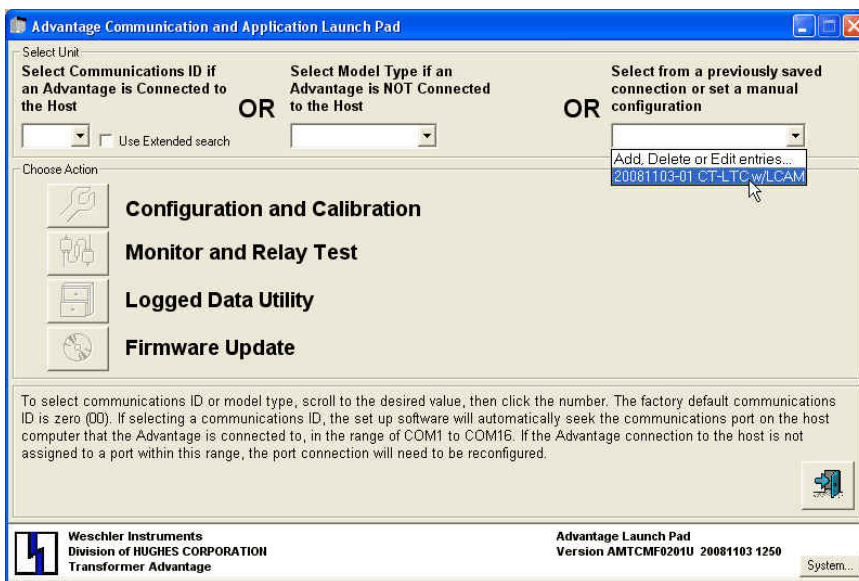 Advantage Communication and Application Launch Pad
Select Unit
Select Communications ID if
an Advantage is Connected to
the Host
OR
Select Model Type if an
Advantage is NOT Connected
to the Host
OR
Select from a previously saved
connection or set a manual
configuration
Use Extended search
Add, Delete or Edit entries...
20081103-01 CT-LTC w/LCAM
Choose Action
Configuration and Calibration
Monitor and Relay Test
Logged Data Utility
Firmware Update
To select communications ID or model type, scroll to the desired value, then click the number. The factory default communications
ID is zero (00). If selecting a communications ID, the set up software will automatically seek the communications port on the host
computer that the Advantage is connected to, in the range of COM1 to COM16. If the Advantage connection to the host is not
assigned to a port within this range, the port connection will need to be reconfigured.
Weschler Instruments
Division of HUGHES CORPORATION
Transformer Advantage
Advantage Launch Pad
Version AMTCMF0201U 20081103 1250
System...